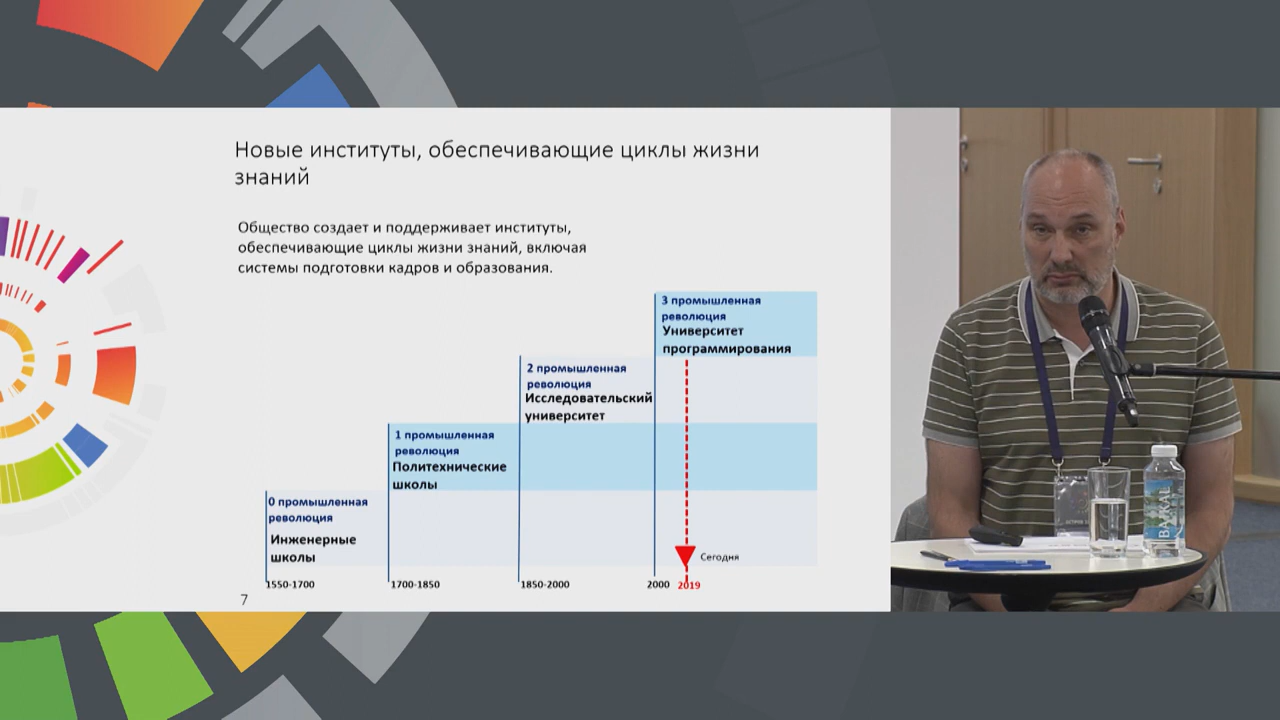 Новые институты, обеспечивающие циклы жизни
знаний
Общество создает и поддерживает институты,
обеспечивающие циклы жизни знаний, включая
системы подготовки кадров и образования.
3 промышленная
революция
Университет
программирования
2 промышленная
революция
Исследовательский
университет
1 промышленная
революция
Политехнические
школы
0 промышленная
революция
Инженерные
школы
Сегодня
1550-1700
1700-1850
1850-2000
2000
2019
7
BAIKAL